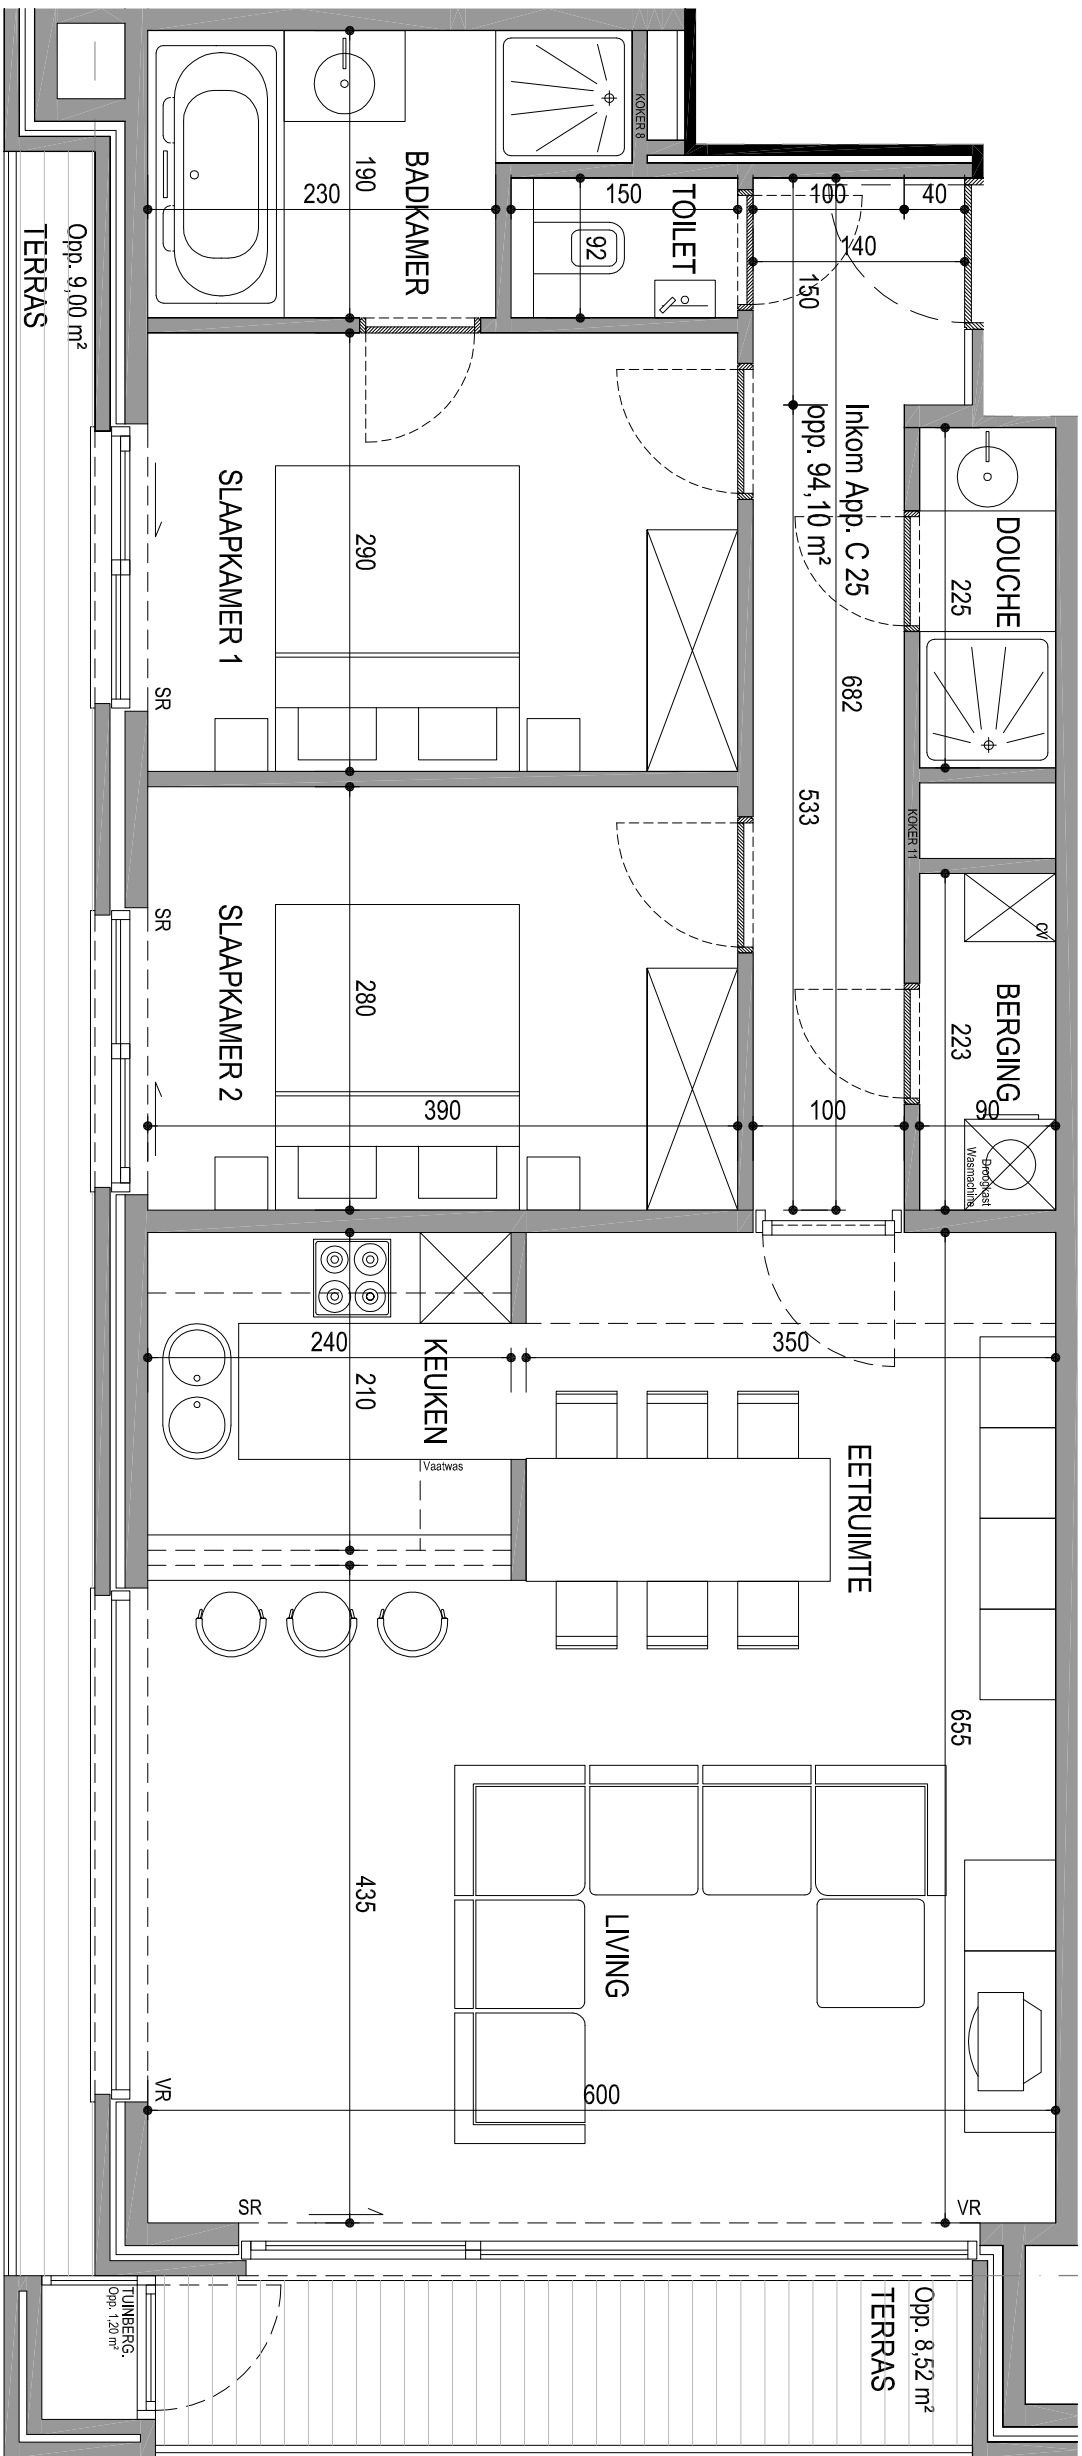 KOKER 8
BADKAMER
190
230
TOILET
150
92
100
40
140
150
Opp. 9,00 m²
TERRAS
Inkom App. C 25
opp. 94,10 m²
DOUCHE
225
SLAAPKAMER 1
290
SR
682
533
KOKER 11
CV
BERGING
223
90
Droogkast
Wasmachine
SR
SLAAPKAMER 2
280
390
100
240
KEUKEN
210
Vaatwas
350
EETRUIMTE
655
435
LIVING
600
VR
SR
VR
TUINBERG.
Opp. 1,20 m²
Opp. 8,52 m²
TERRAS